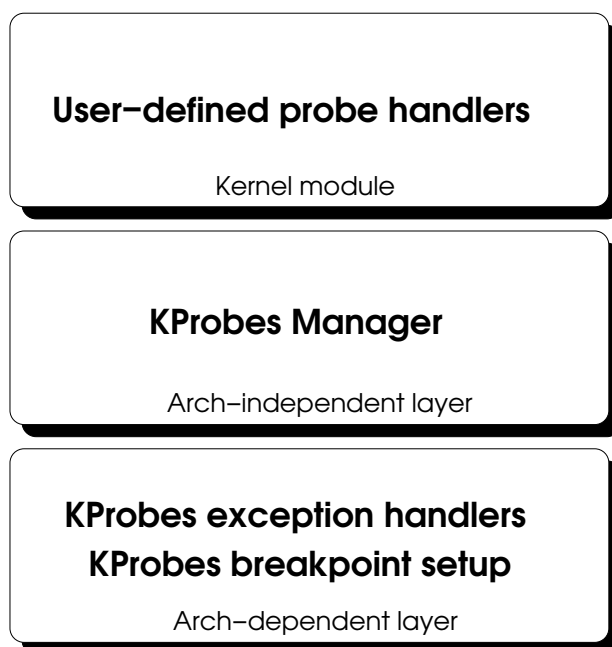 User−defined probe handlers
Kernel module
KProbes Manager
Arch−independent layer
KProbes exception handlers
KProbes breakpoint setup
Arch−dependent layer